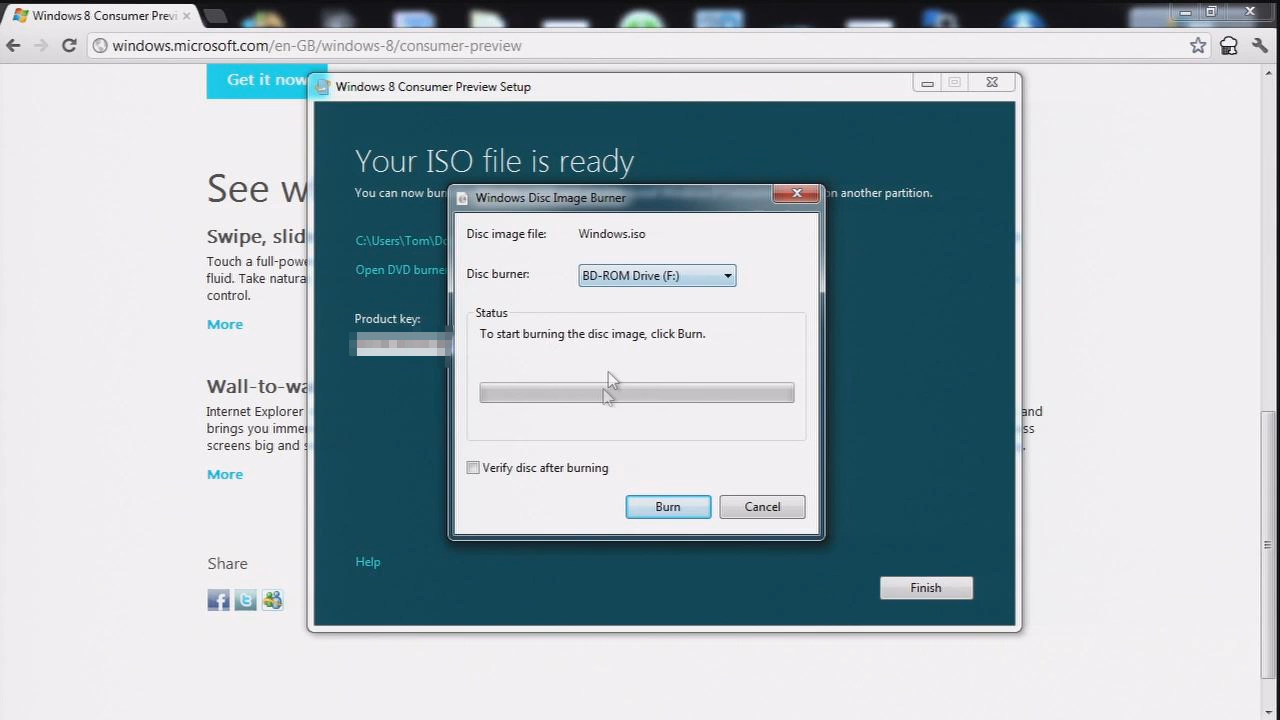 Windows 8 Consumer Previ
windows.microsoft.com/en-GB/windows-8/consumer-preview
Get it now
Windows 8 Consumer Preview Setup
Your ISO file is ready
You can now bur
on another partition.
See w
Windows Disc Image Burner
Disc image file: Windows.iso
Swipe, slid
C:\Users\Tom\Do
Touch a full-powe
fluid. Take natura
control.
Open DVD burne
Disc burner: BD-ROM Drive (F:)
More
Product key:
Status
To start burning the disc image, click Burn.
Wall-to-wa
Internet Explorer
and
brings you immer
ss
screens big and s
More
Verify disc after burning
Burn Cancel
Share
Help
Finish